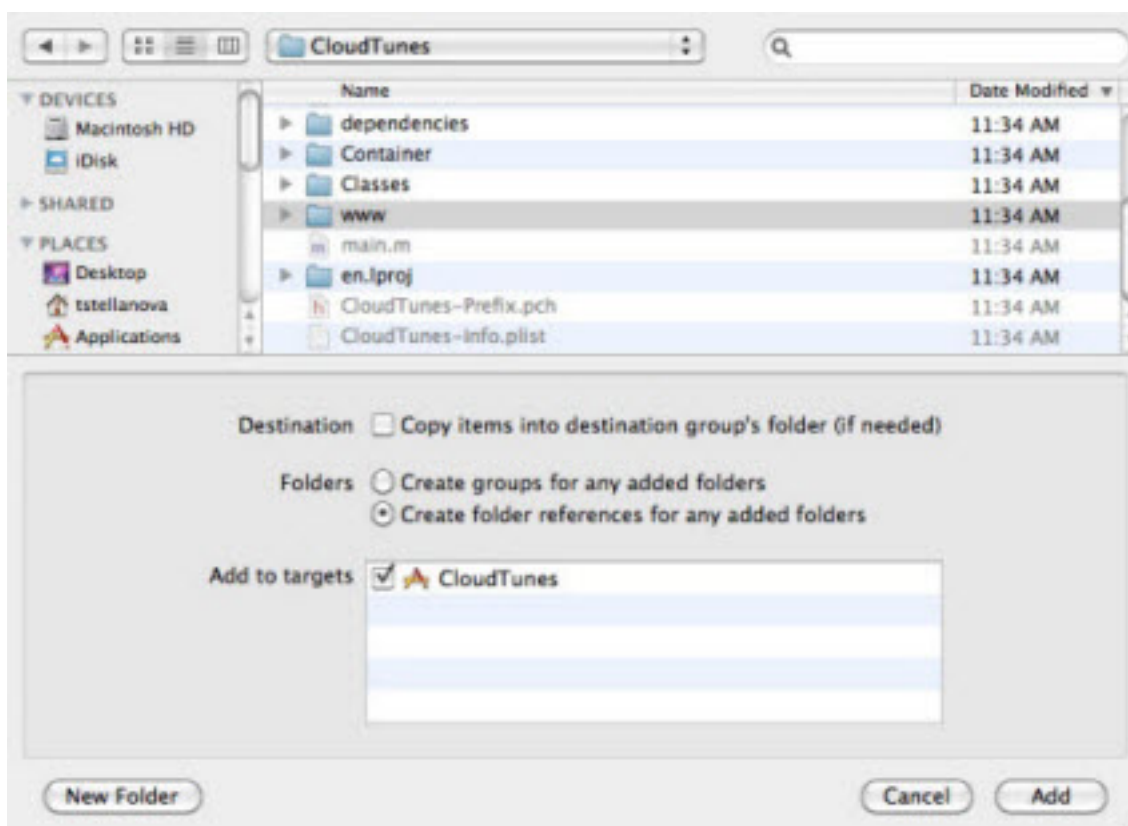 CloudTunes
Name
Date Modified
DEVICES
Macintosh HD
iDisk
SHARED
PLACES
Desktop
tstellanova
Applications
dependencies 11:34 AM
Container 11:34 AM
Classes 11:34 AM
www 11:34 AM
main.m 11:34 AM
en.lproj 11:34 AM
CloudTunes-Prefix.pch 11:34 AM
CloudTunes-Info.plist 11:34 AM
Destination Copy items into destination group's folder (if needed)
Folders Create groups for any added folders
Create folder references for any added folders
Add to targets CloudTunes
New Folder
Cancel
Add